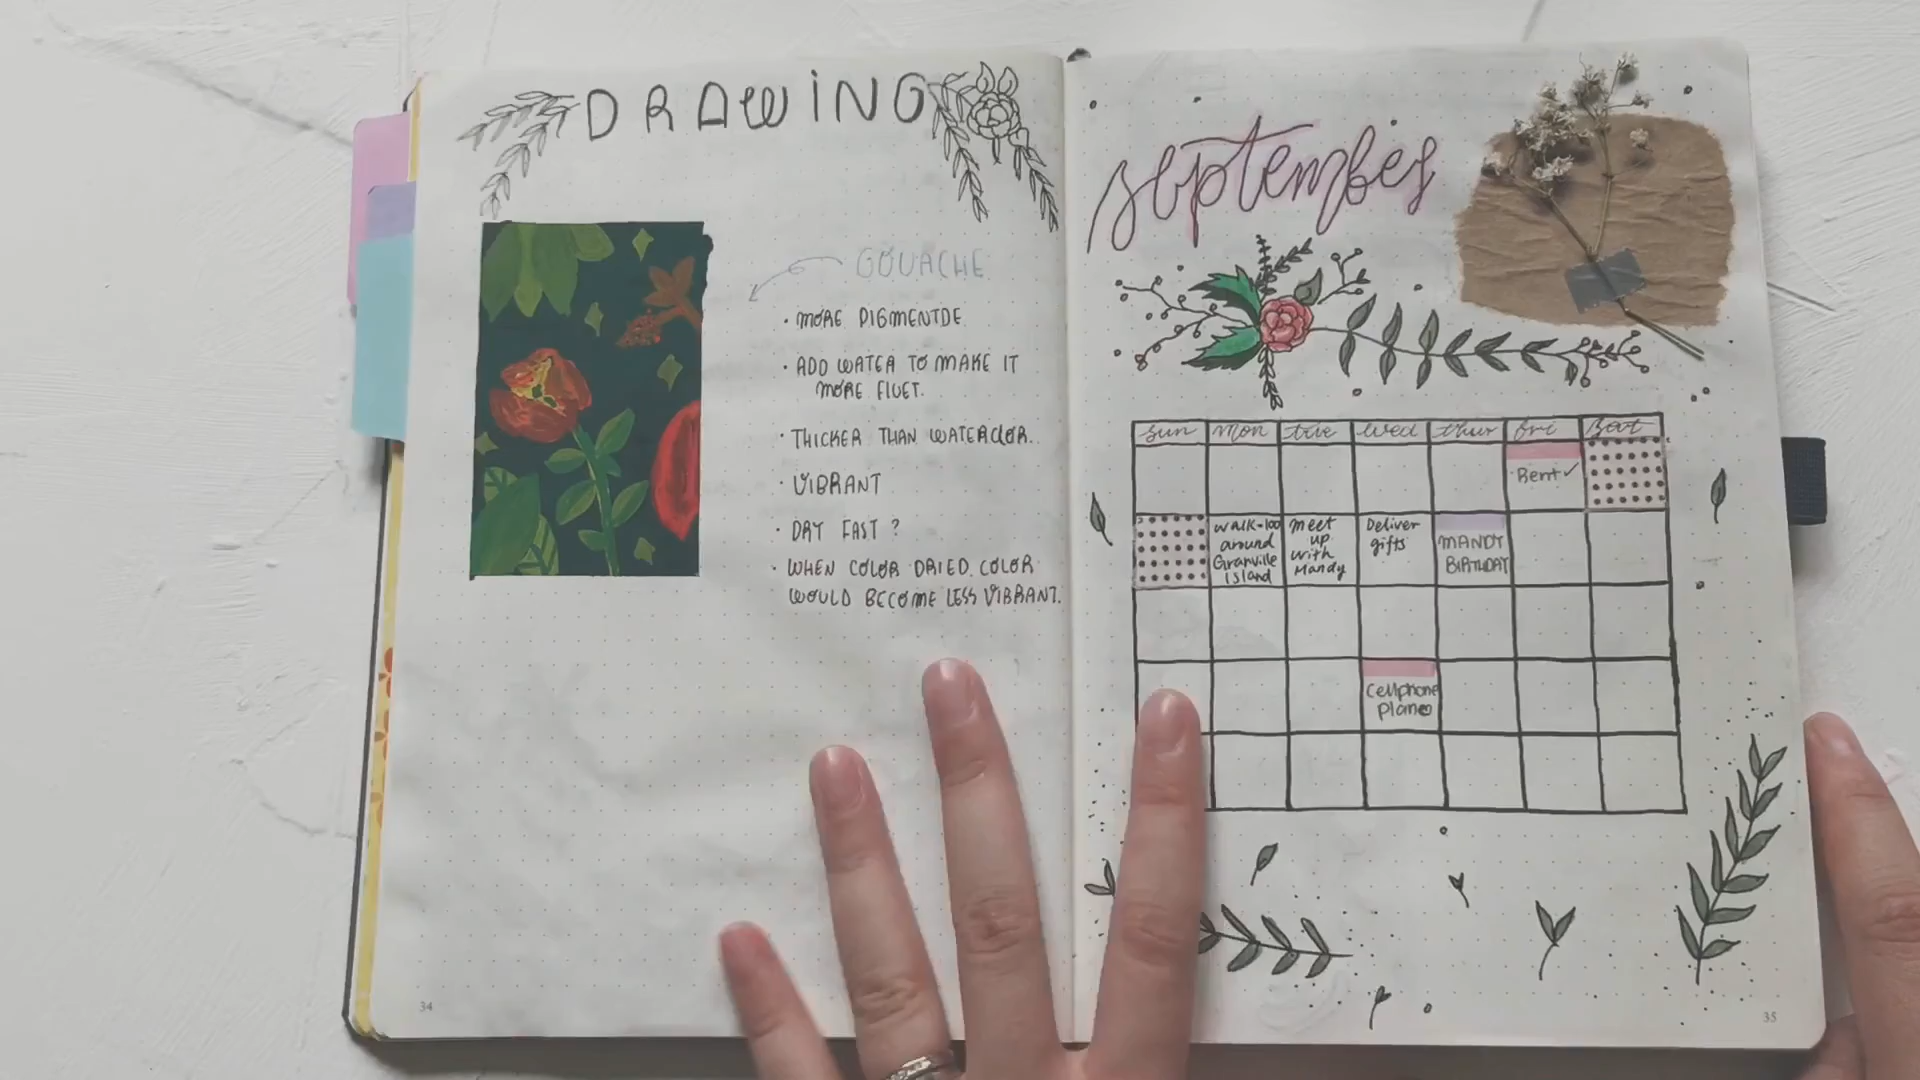 DRAWING
GOUACHE
· MORE PIGMENTDE
· ADD WATER TO MAKE IT
MORE FLUET.
· THICKER THAN WATERCLOR..
· VIBRANT
· DRY FAST ?
· WHEN COLOR DRIED, COLOR
WOULD BECOME LESS VIBRANT.
34
september
sun mon tue wed thur fri Sat
Rent ✓
walk-100
around
Granville
Island
meet
up
with
Mandy
Deliver
gifts
MANDY
BIRTHDAY
Cellphone
plan
35